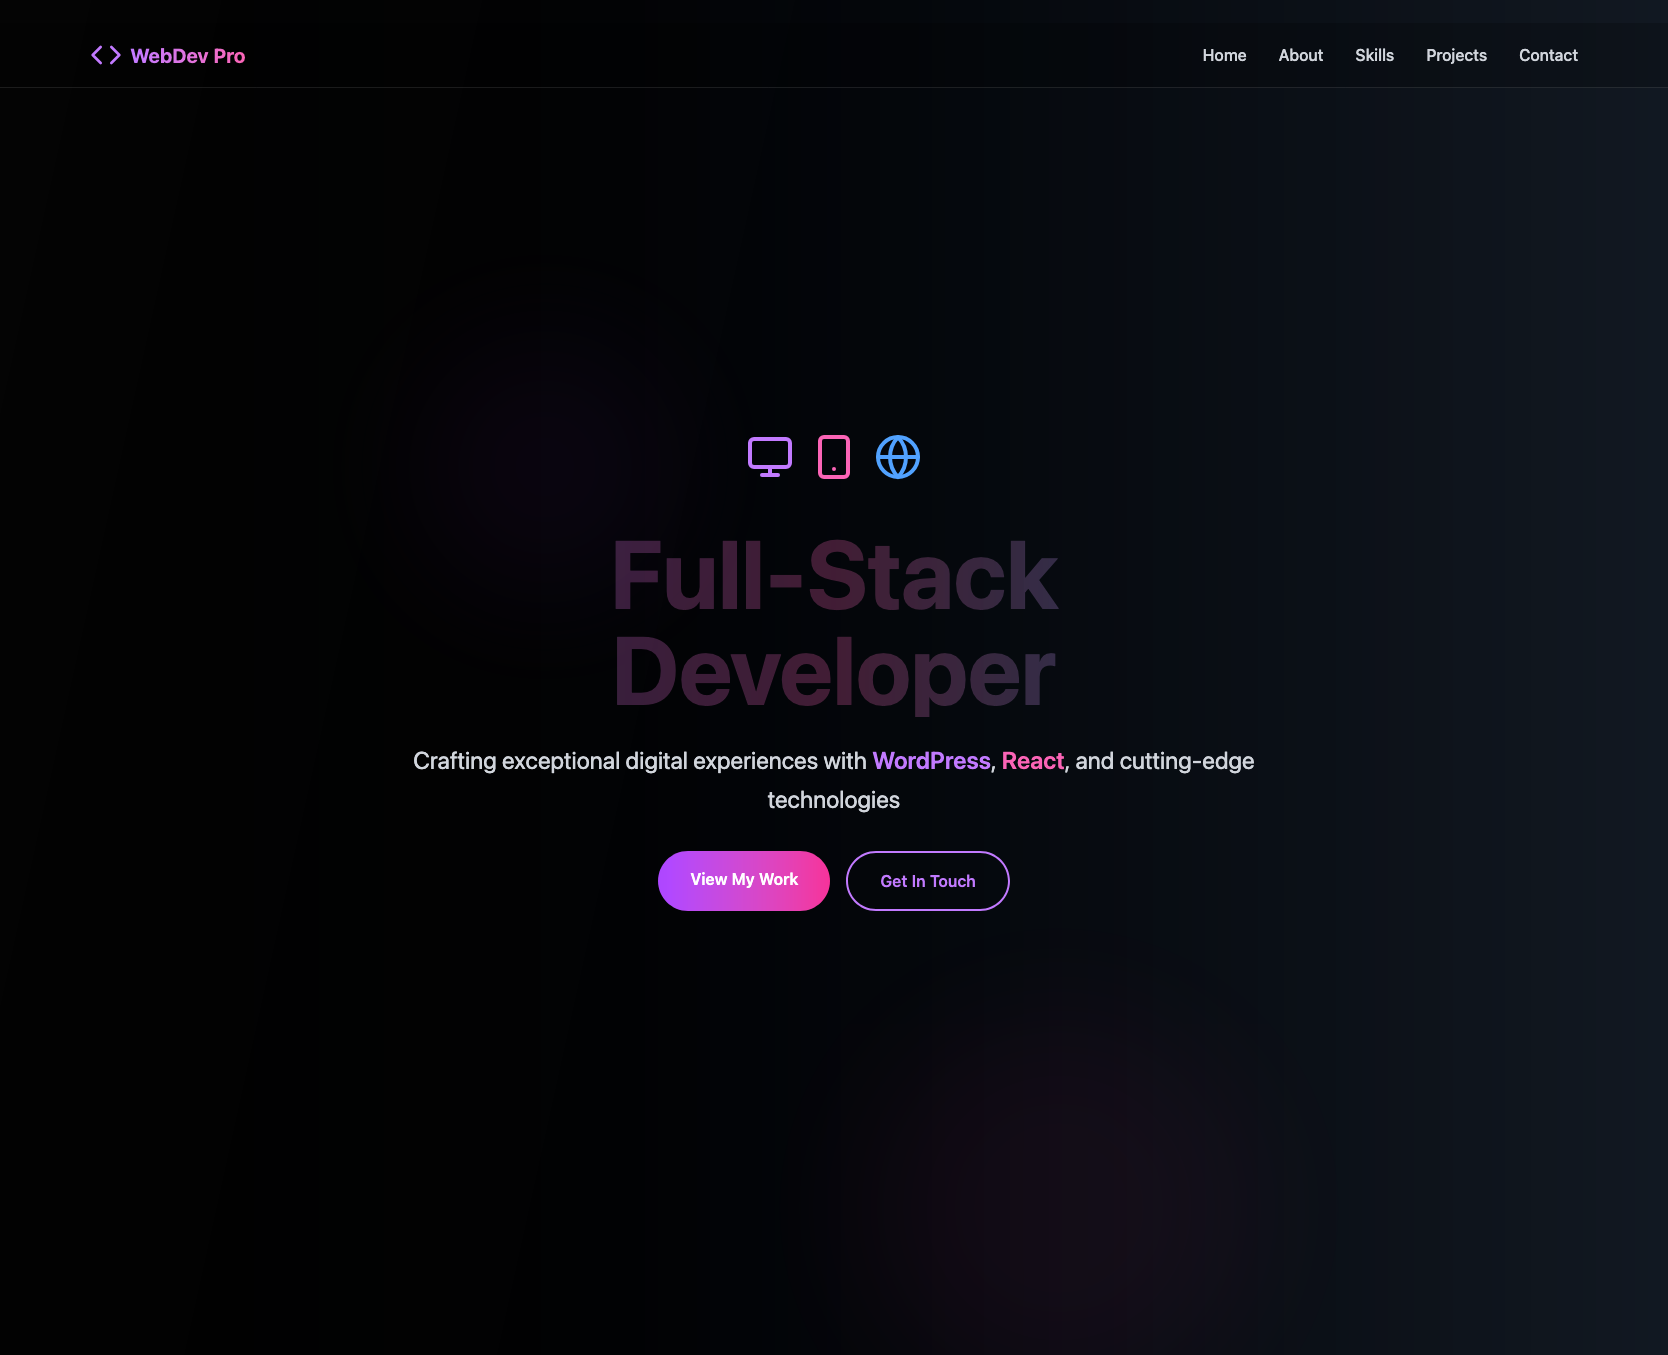 WebDev Pro
Home About Skills Projects Contact
Full-Stack
Developer
Crafting exceptional digital experiences with WordPress, React, and cutting-edge
technologies
View My Work
Get In Touch